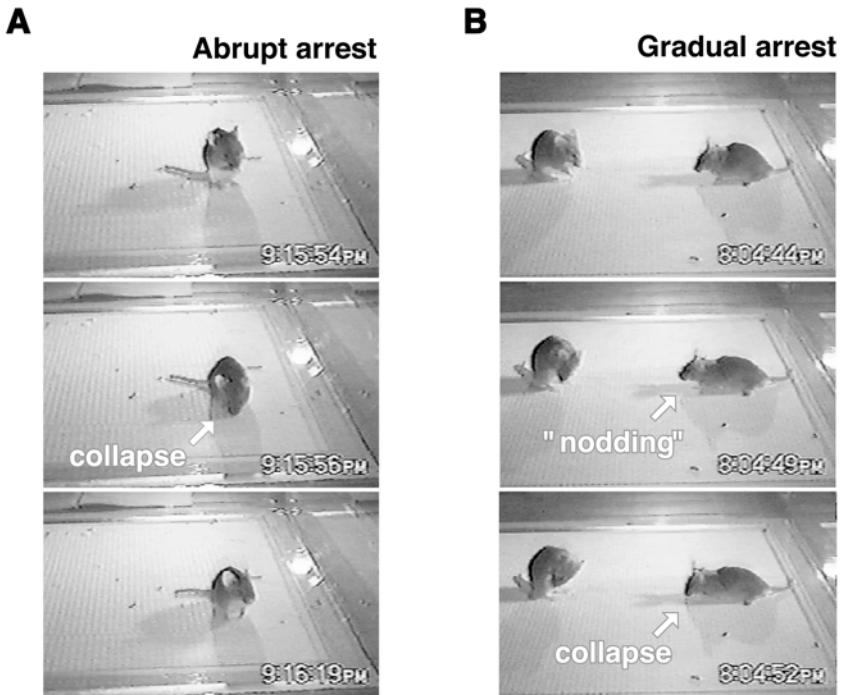 A
Abrupt arrest
9:15:54PM
collapse
9:15:56PM
9:16:19PM
B
Gradual arrest
8:04:44PM
"nodding"
8:04:49PM
collapse
8:04:52PM